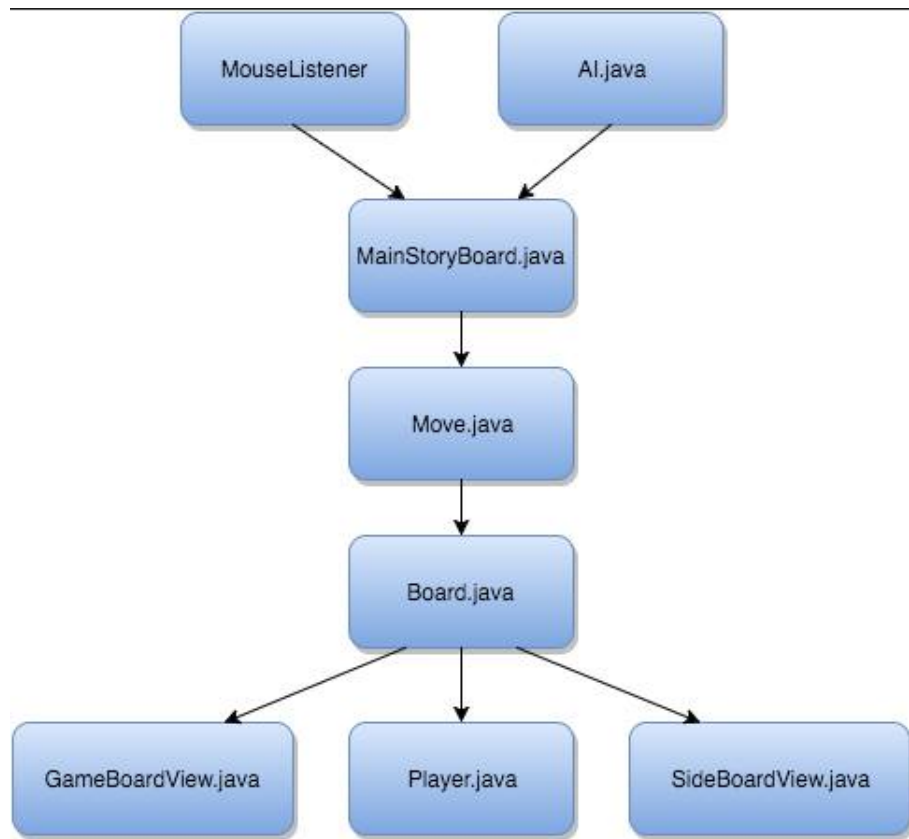 MouseListener
AI.java
MainStoryBoard.java
Move.java
Board.java
GameBoardView.java
Player.java
SideBoardView.java